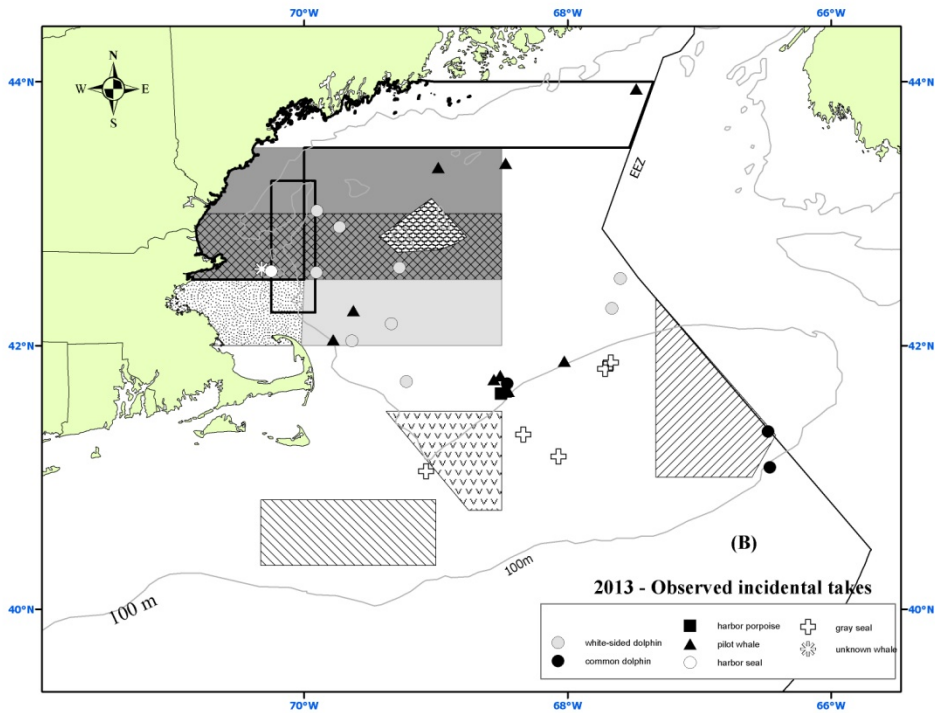 70°W 68°W 66°W
N
W E
S
44°N 44°N
EEZ
42°N 42°N
(B)
100m
100 m
2013 - Observed incidental takes
40°N 40°N
harbor porpoise
gray seal
white-sided dolphin
pilot whale
unknown whale
common dolphin
harbor seal
70°W 68°W 66°W